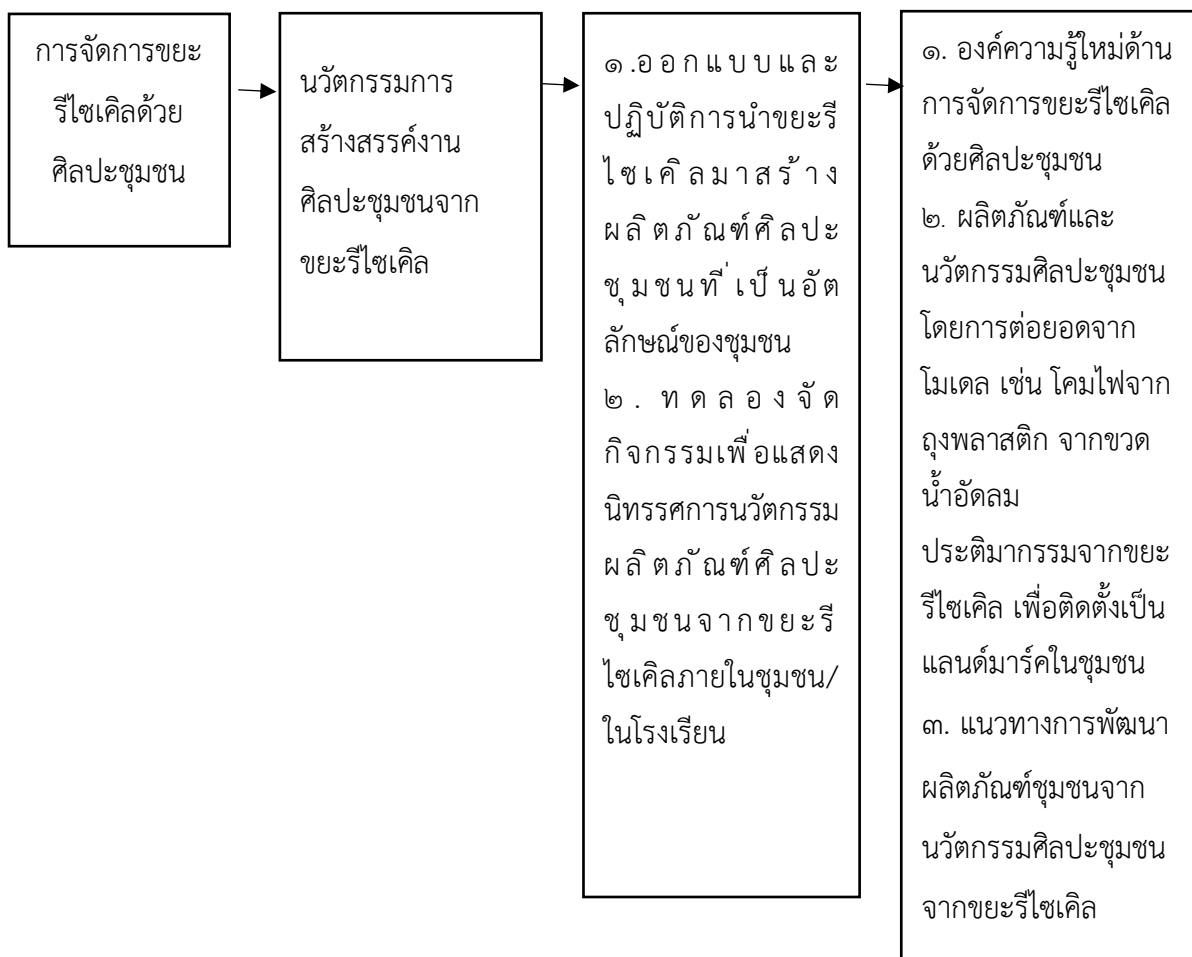 การจัดการขยะ
รีไซเคิลด้วย
ศิลปะชุมชน
นวัตกรรมการ
สร้างสรรค์งาน
ศิลปะชุมชนจาก
ขยะรีไซเคิล
๑.ออกแบบและ
ปฏิบัติการนำขยะรี
ไซเคิลมาสร้าง
ผลิตภัณฑ์ศิลปะ
ชุมชนที่เป็นอัต
ลักษณ์ของชุมชน
๒. ทดลองจัด
กิจกรรมเพื่อแสดง
นิทรรศการนวัตกรรม
ผลิตภัณฑ์ศิลปะ
ชุมชนจากขยะรี
ไซเคิลภายในชุมชน/
ในโรงเรียน
๑. องค์ความรู้ใหม่ด้าน
การจัดการขยะรีไซเคิล
ด้วยศิลปะชุมชน
๒. ผลิตภัณฑ์และ
นวัตกรรมศิลปะชุมชน
โดยการต่อยอดจาก
โมเดล เช่น โคมไฟจาก
ถุงพลาสติก จากขวด
น้ำอัดลม
ประติมากรรมจากขยะ
รีไซเคิล เพื่อติดตั้งเป็น
แลนด์มาร์คในชุมชน
๓. แนวทางการพัฒนา
ผลิตภัณฑ์ชุมชนจาก
นวัตกรรมศิลปะชุมชน
จากขยะรีไซเคิล